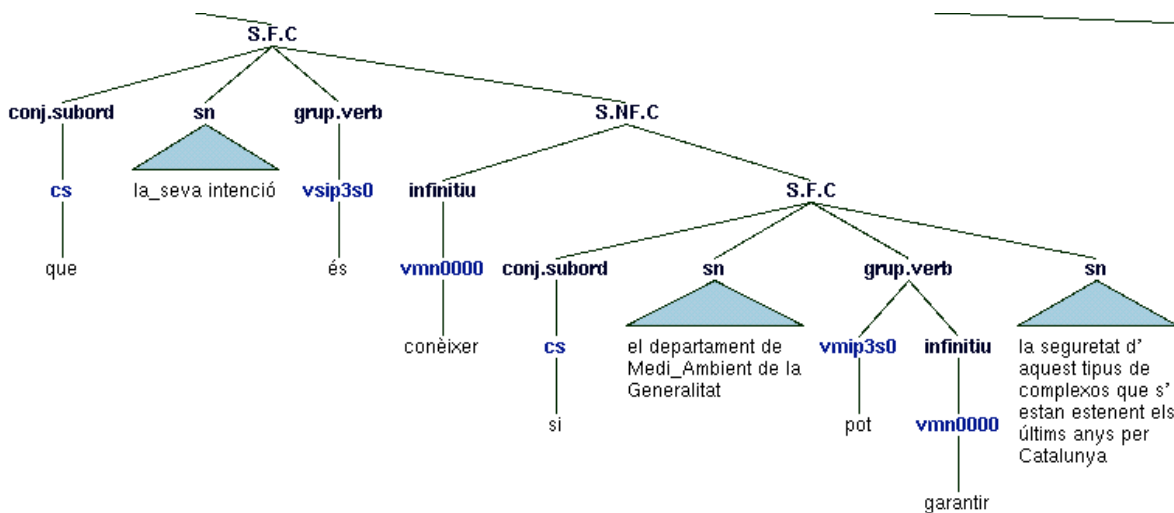 S.F.C
conj.subord sn grup.verb S.NF.C
cs la_seva intenció vsip3s0 infinitiu S.F.C
que és vmn0000 conj.subord sn grup.verb sn
conèixer cs el departament de Medi_Ambient de la Generalitat vmip3s0 infinitiu la seguretat d' aquest tipus de complexos que s' estan estenent els últims anys per Catalunya
si pot vmn0000
garantir